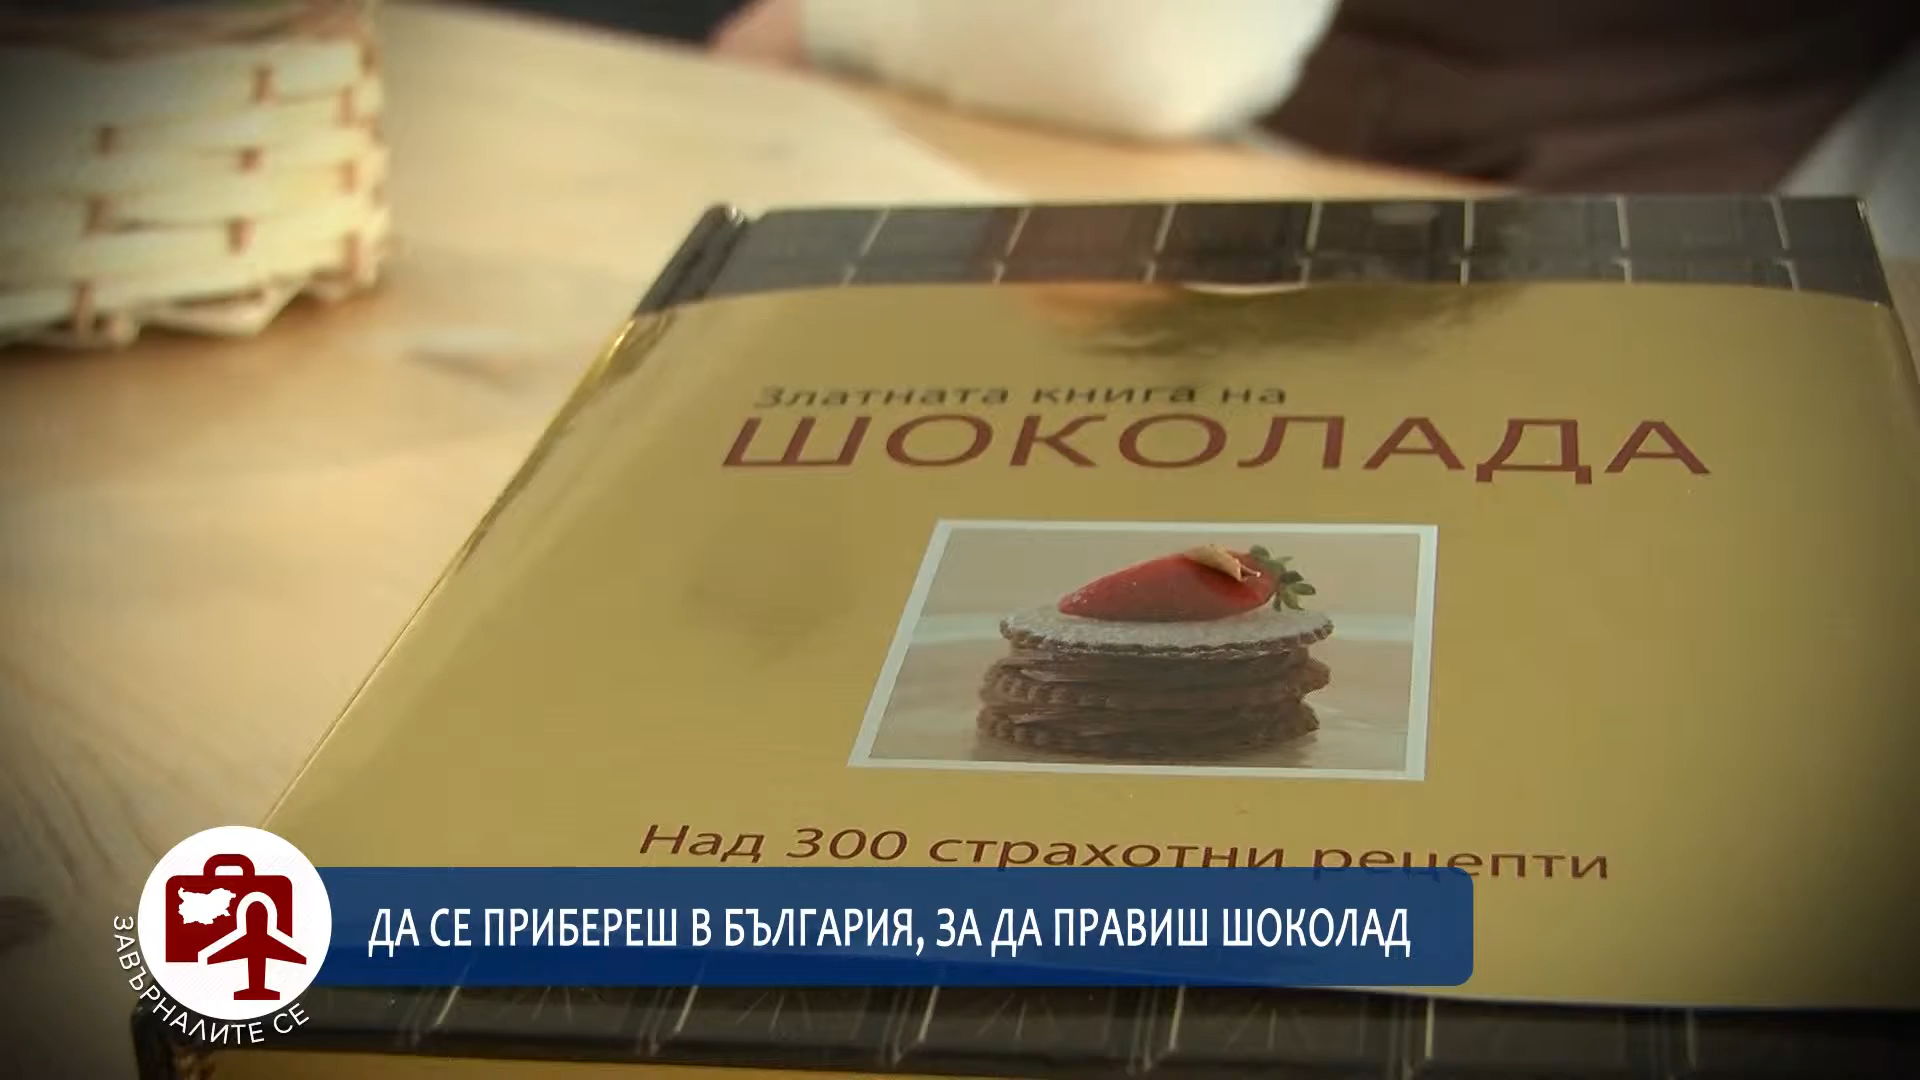 Златната книга на
ШОКОЛАДА
Над 300 страхотни рецепти
ДА СЕ ПРИБЕРЕШ В БЪЛГАРИЯ, ЗА ДА ПРАВИШ ШОКОЛАД
ЗАВЪРНАЛИТЕ СЕ